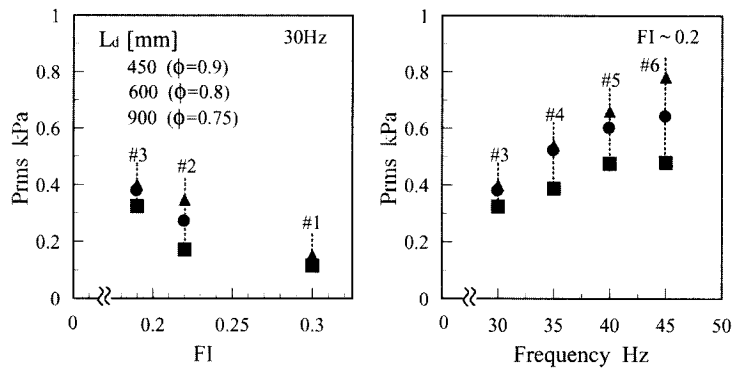 1
0.8
0.6
0.4
0.2
0
Prms kPa
Ld [mm]
30Hz
450 (ϕ=0.9)
600 (ϕ=0.8)
900 (ϕ=0.75)
#3
#2
#1
0
0.2
0.25
0.3
FI
1
0.8
0.6
0.4
0.2
0
Prms kPa
FI ~ 0.2
#6
#5
#4
#3
0
30
35
40
45
50
Frequency Hz